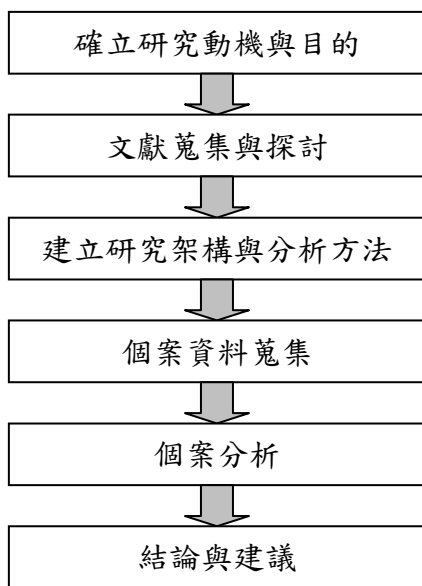 確立研究動機與目的
文獻蒐集與探討
建立研究架構與分析方法
個案資料蒐集
個案分析
結論與建議